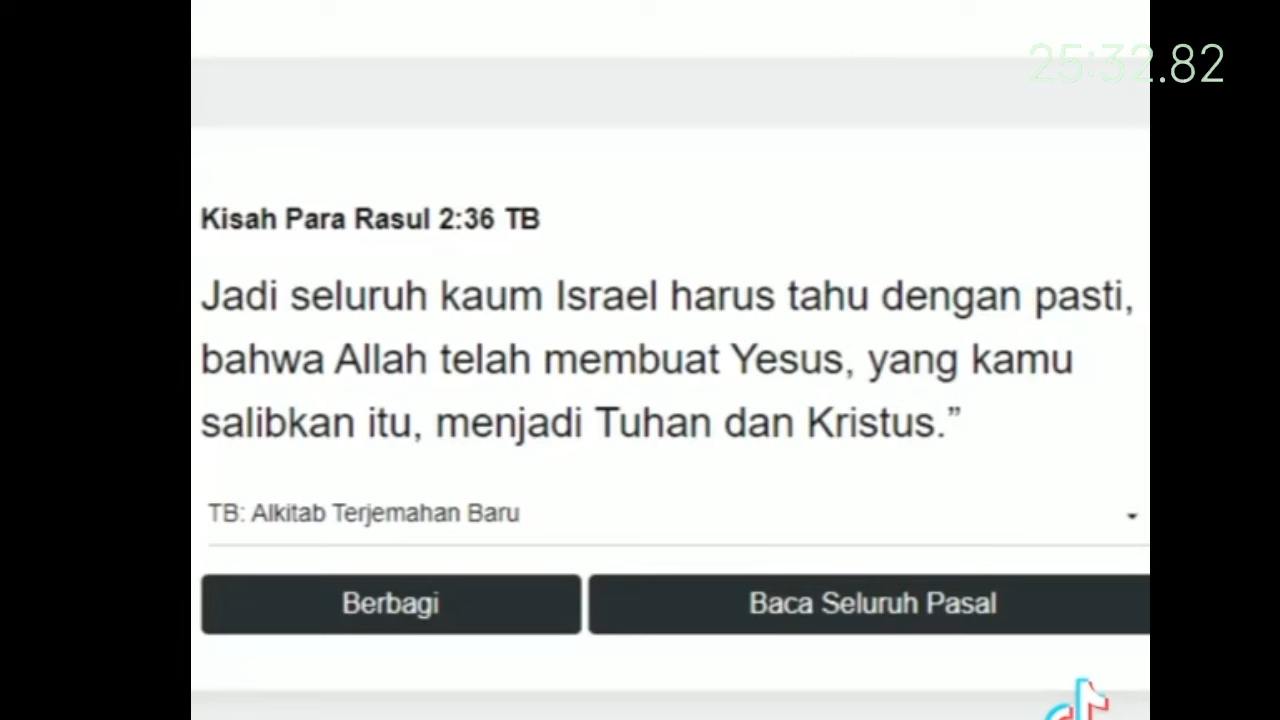 25:32.82
Kisah Para Rasul 2:36 TB
Jadi seluruh kaum Israel harus tahu dengan pasti,
bahwa Allah telah membuat Yesus, yang kamu
salibkan itu, menjadi Tuhan dan Kristus.”
TB: Alkitab Terjemahan Baru
Berbagi
Baca Seluruh Pasal